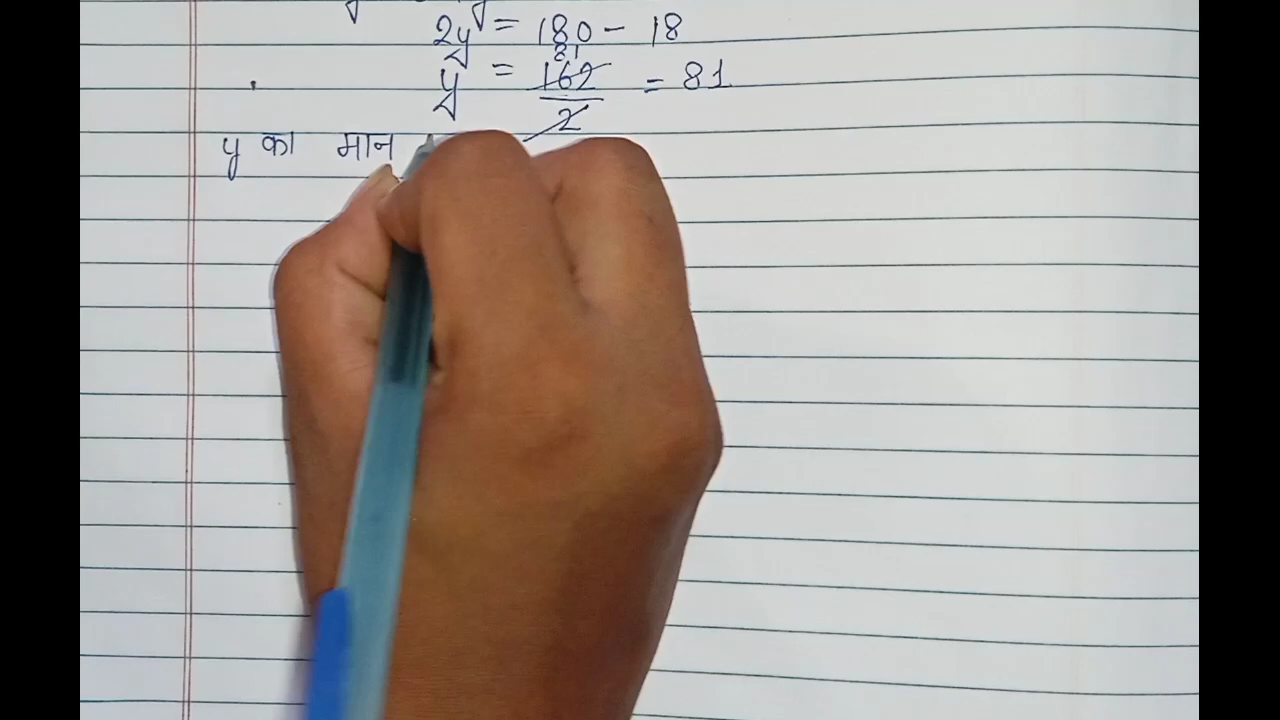 2y = 180 - 18
y = 162/2 = 81
y का मान